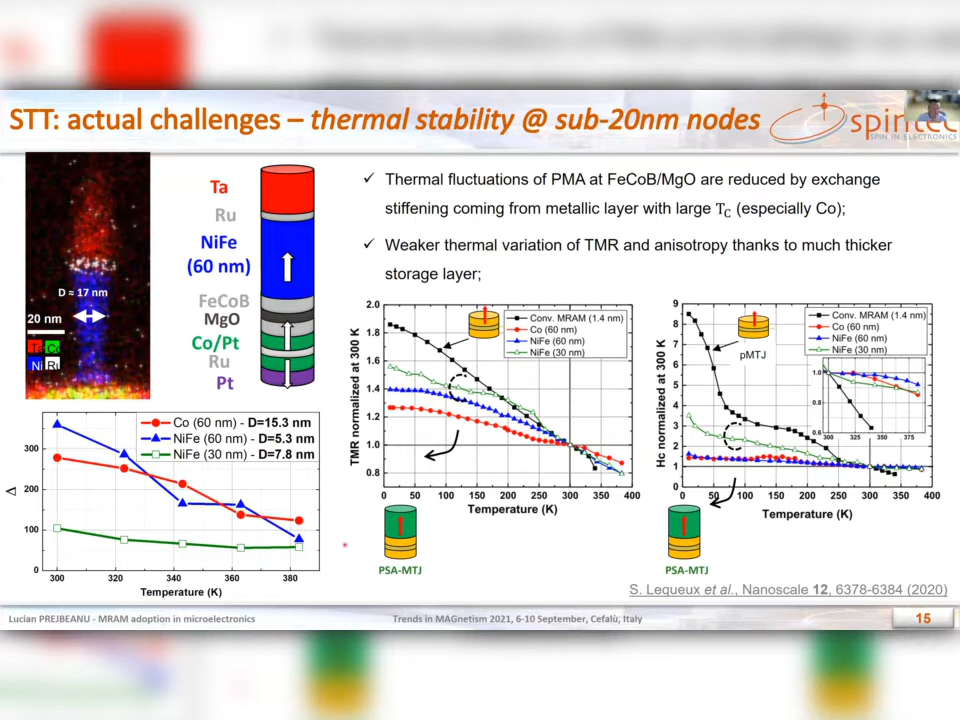 STT: actual challenges – thermal stability @ sub-20nm nodes
spintec
SPIN IN ELECTRONICS
D ≈ 17 nm
20 nm
Ta Co
Ni Ru
Ta
Ru
NiFe
(60 nm)
FeCoB
MgO
Co/Pt
Ru
Pt
✓ Thermal fluctuations of PMA at FeCoB/MgO are reduced by exchange
stiffening coming from metallic layer with large T_C (especially Co);
✓ Weaker thermal variation of TMR and anisotropy thanks to much thicker
storage layer;
Co (60 nm) - D=15.3 nm
NiFe (60 nm) - D=5.3 nm
NiFe (30 nm) - D=7.8 nm
Δ
300
200
100
0
300 320 340 360 380
Temperature (K)
TMR normalized at 300 K
2.0
1.8
1.6
1.4
1.2
1.0
0.8
Conv. MRAM (1.4 nm)
Co (60 nm)
NiFe (60 nm)
NiFe (30 nm)
0 50 100 150 200 250 300 350 400
Temperature (K)
PSA-MTJ
Hc normalized at 300 K
9
8
7
6
5
4
3
2
1
0
pMTJ
Conv. MRAM (1.4 nm)
Co (60 nm)
NiFe (60 nm)
NiFe (30 nm)
1.0
0.8
0.6
300 325 350 375
0 50 100 150 200 250 300 350 400
Temperature (K)
PSA-MTJ
S. Lequeux et al., Nanoscale 12, 6378-6384 (2020)
Lucian PREJBEANU - MRAM adoption in microelectronics
Trends in MAGnetism 2021, 6-10 September, Cefalù, Italy
15